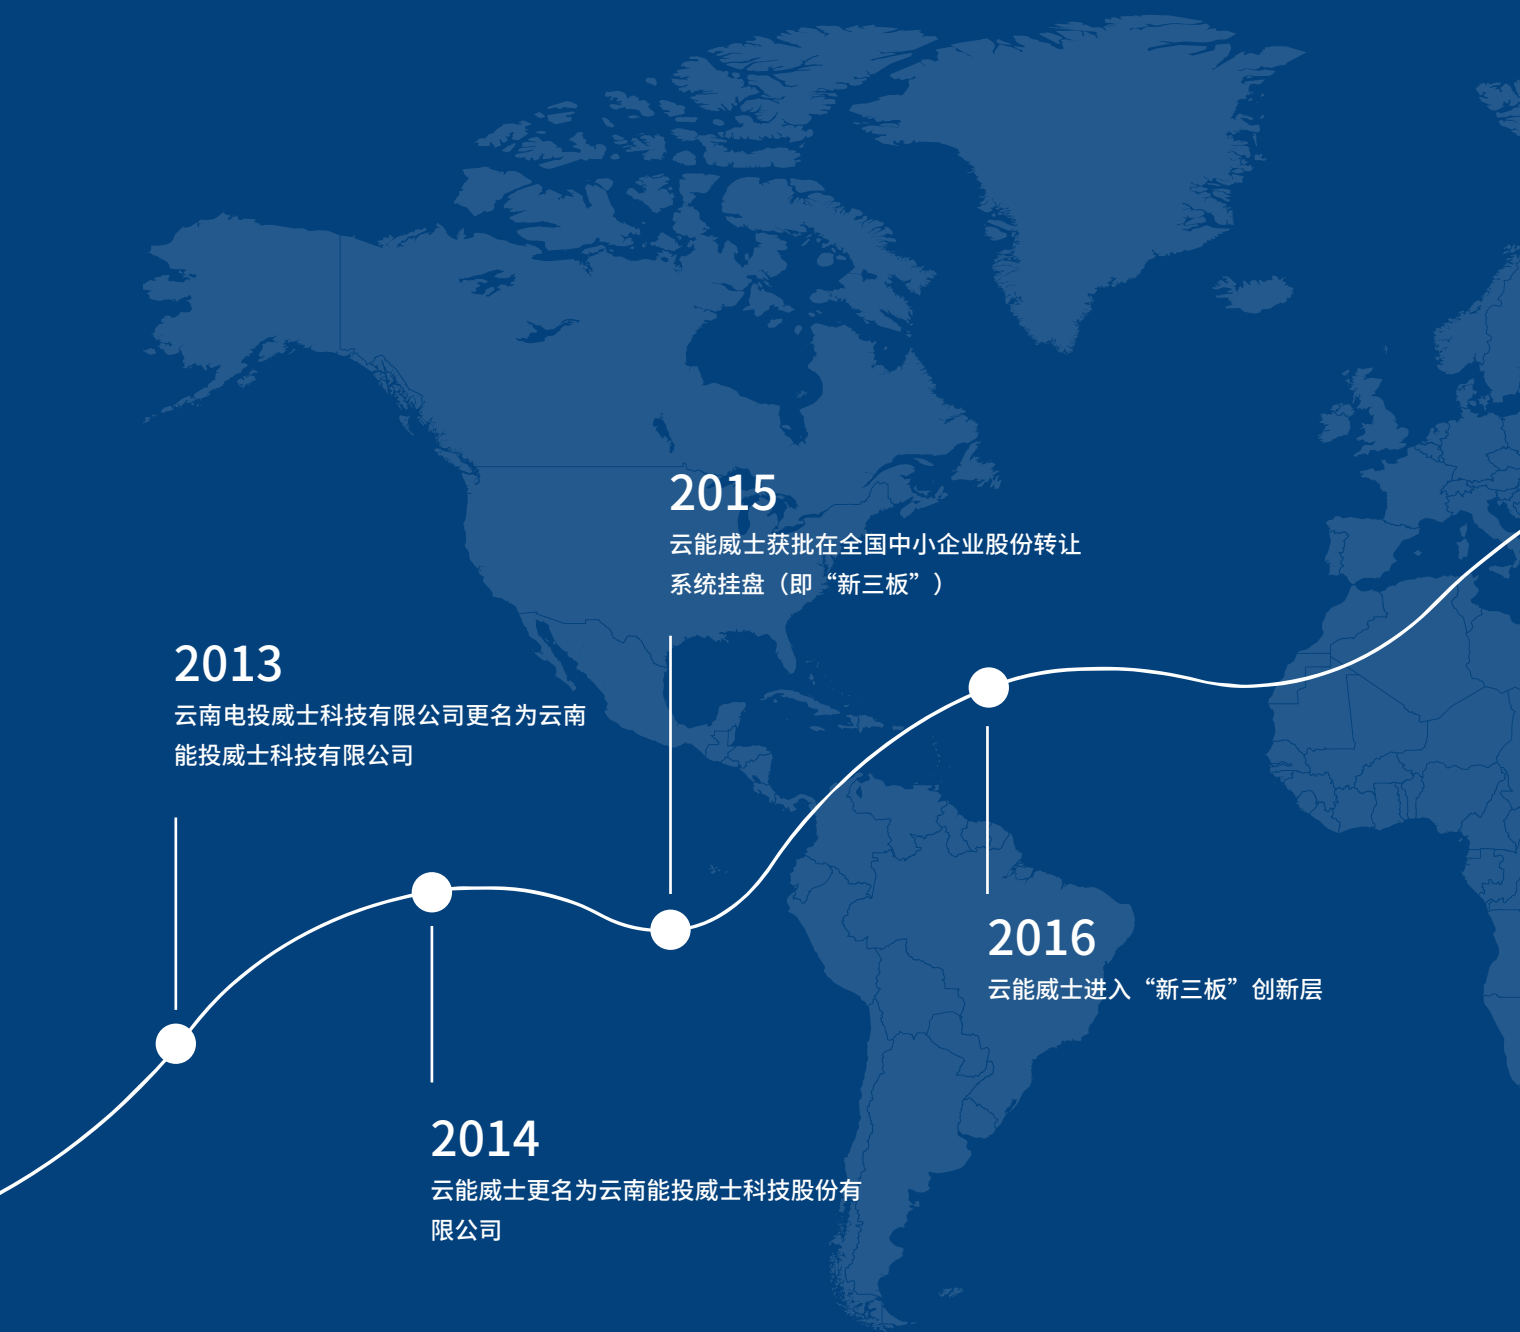 2013
云南电投威士科技有限公司更名为云南
能投威士科技有限公司
2014
云能威士更名为云南能投威士科技股份有
限公司
2015
云能威士获批在全国中小企业股份转让
系统挂盘（即“新三板”）
2016
云能威士进入“新三板”创新层